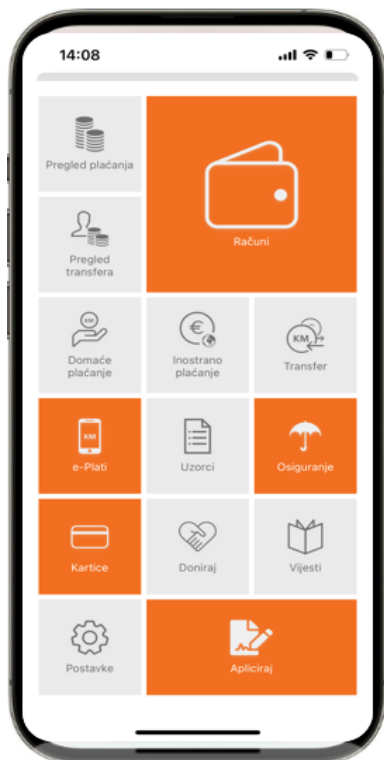 14:08
Pregled plaćanja
Računi
Pregled
transfera
KM
Domaće
plaćanje
€
Inostrano
plaćanje
KM
Transfer
KM
e-Plati
Uzorci
Osiguranje
Kartice
Doniraj
Vijesti
Postavke
Apliciraj